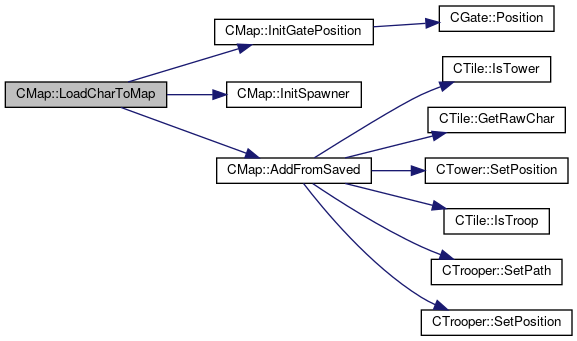 CMap::LoadCharToMap
CMap::InitGatePosition
CGate::Position
CMap::InitSpawner
CMap::AddFromSaved
CTile::IsTower
CTile::GetRawChar
CTower::SetPosition
CTile::IsTroop
CTrooper::SetPath
CTrooper::SetPosition